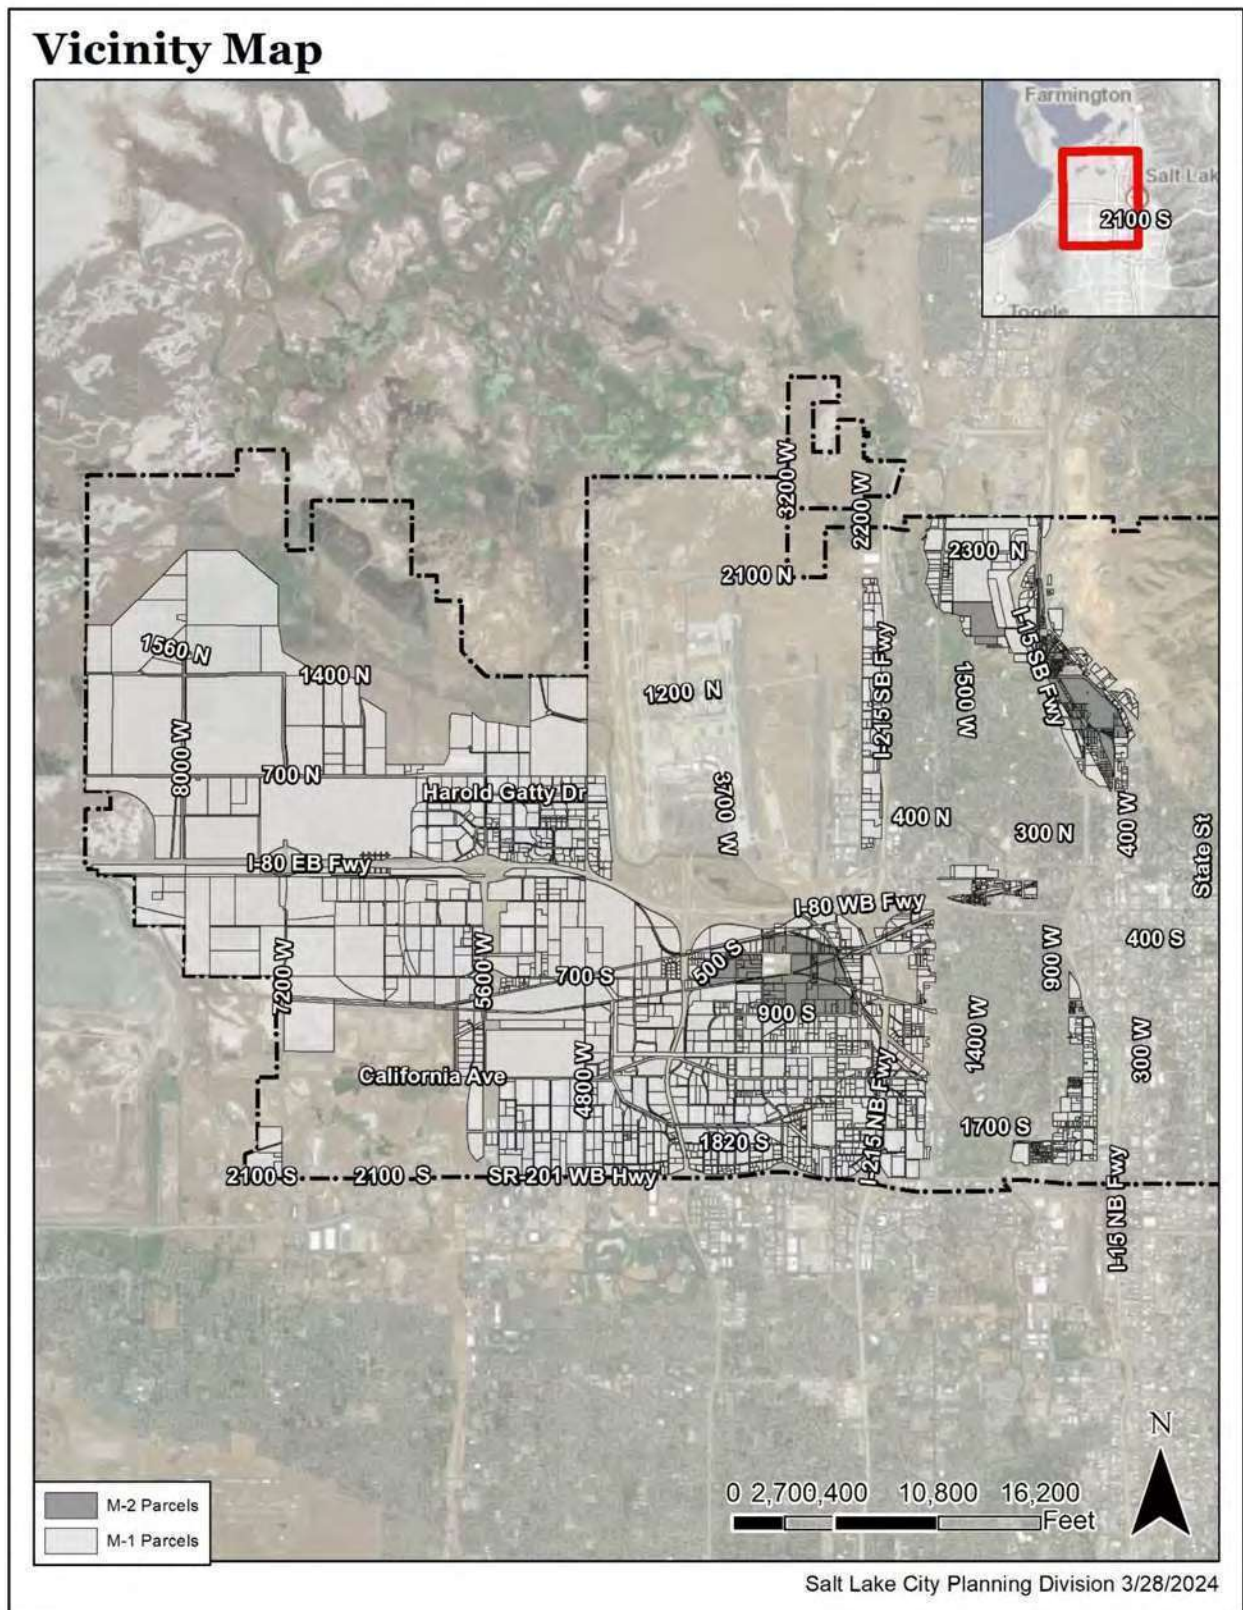 Vicinity Map
Farmington
Salt Lak
2100 S
Tooele
3200 W
2200 W
2300 N
2100 N
I-15 SB Fwy
1560 N
1400 N
1200 N
I-215 SB Fwy
1500 W
8000 W
700 N
Harold Gatty Dr
3700 W
400 N
300 N
400 W
State St
I-80 EB Fwy
I-80 WB Fwy
7200 W
5600 W
700 S
500 S
900 W
400 S
900 S
1400 W
300 W
California Ave
4800 W
I-215 NB Fwy
1820 S
1700 S
2100 S
2100 S
SR-201 WB Hwy
I-15 NB Fwy
N
M-2 Parcels
M-1 Parcels
0 2,700,400 10,800 16,200
Feet
Salt Lake City Planning Division 3/28/2024